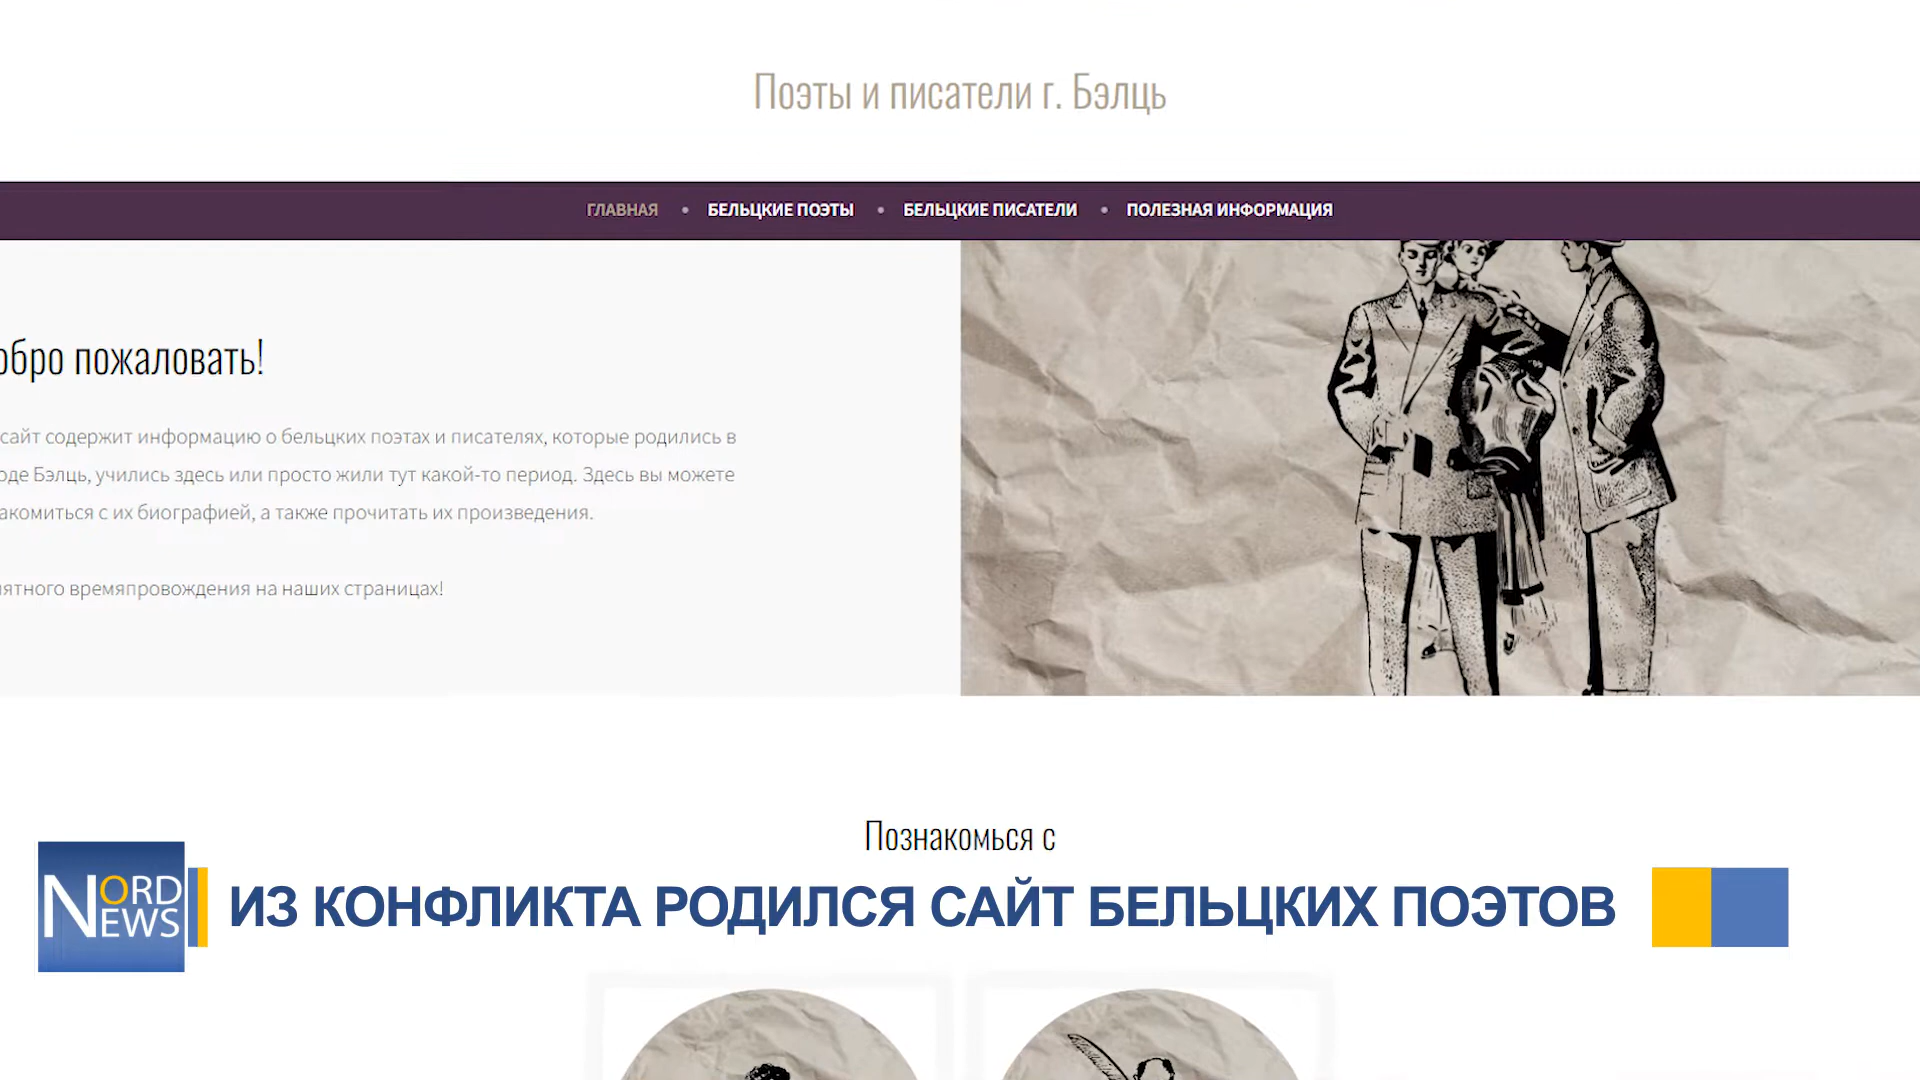 Поэты и писатели г. Бэлць
ГЛАВНАЯ • БЕЛЬЦКИЕ ПОЭТЫ • БЕЛЬЦКИЕ ПИСАТЕЛИ • ПОЛЕЗНАЯ ИНФОРМАЦИЯ
обро пожаловать!
сайт содержит информацию о бельцких поэтах и писателях, которые родились в
оде Бэлць, учились здесь или просто жили тут какой-то период. Здесь вы можете
акомиться с их биографией, а также прочитать их произведения.
ятного времяпровождения на наших страницах!
Познакомься с
NORD
NEWS
ИЗ КОНФЛИКТА РОДИЛСЯ САЙТ БЕЛЬЦКИХ ПОЭТОВ